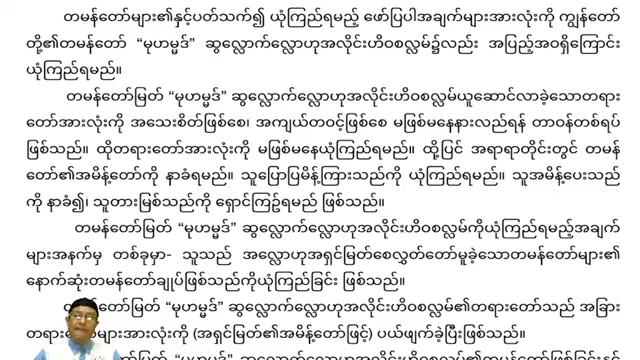 တမန်တော်များ၏နှင့်ပတ်သက်၍ ယုံကြည်ရမည့် ဖော်ပြပါအချက်များအားလုံးကို ကျွန်တော်
တို့၏တမန်တော် “မုဟမ္မဒ်” ဆွလ္လောက်လ္လောဟုအလိုင်းဟိဝစလ္လမ်၌လည်း အပြည့်အဝရှိကြောင်း
ယုံကြည်ရမည်။
တမန်တော်မြတ် “မုဟမ္မဒ်” ဆွလ္လောက်လ္လောဟုအလိုင်းဟိဝစလ္လမ်ယူဆောင်လာခဲ့သောတရား
တော်အားလုံးကို အသေးစိတ်ဖြစ်စေ၊ အကျယ်တဝင့်ဖြစ်စေ မဖြစ်မနေနားလည်ရန် တာဝန်တစ်ရပ်
ဖြစ်သည်။ ထိုတရားတော်အားလုံးကို မဖြစ်မနေယုံကြည်ရမည်။ ထို့ပြင် အရာရာတိုင်းတွင် တမန်
တော်၏အမိန့်တော်ကို နာခံရမည်။ သူပြောပြမိန့်ကြားသည်ကို ယုံကြည်ရမည်။ သူအမိန့်ပေးသည်
ကို နာခံ၍၊ သူတားမြစ်သည်ကို ရှောင်ကြဥ်ရမည် ဖြစ်သည်။
တမန်တော်မြတ် “မုဟမ္မဒ်” ဆွလ္လောက်လ္လောဟုအလိုင်းဟိဝစလ္လမ်ကိုယုံကြည်ရမည့်အချက်
များအနက်မှ တစ်ခုမှာ- သူသည် အလ္လောဟုအရှင်မြတ်စေလွှတ်တော်မူခဲ့သောတမန်တော်များ၏
နောက်ဆုံးတမန်တော်ချုပ်ဖြစ်သည်ကိုယုံကြည်ခြင်း ဖြစ်သည်။
တမန်တော်မြတ် “မုဟမ္မဒ်” ဆွလ္လောက်လ္လောဟုအလိုင်းဟိဝစလ္လမ်၏တရားတော်သည် အခြား
တရားတော်များအားလုံးကို (အရှင်မြတ်၏အမိန့်တော်ဖြင့်) ပယ်ဖျက်ခဲ့ပြီးဖြစ်သည်။